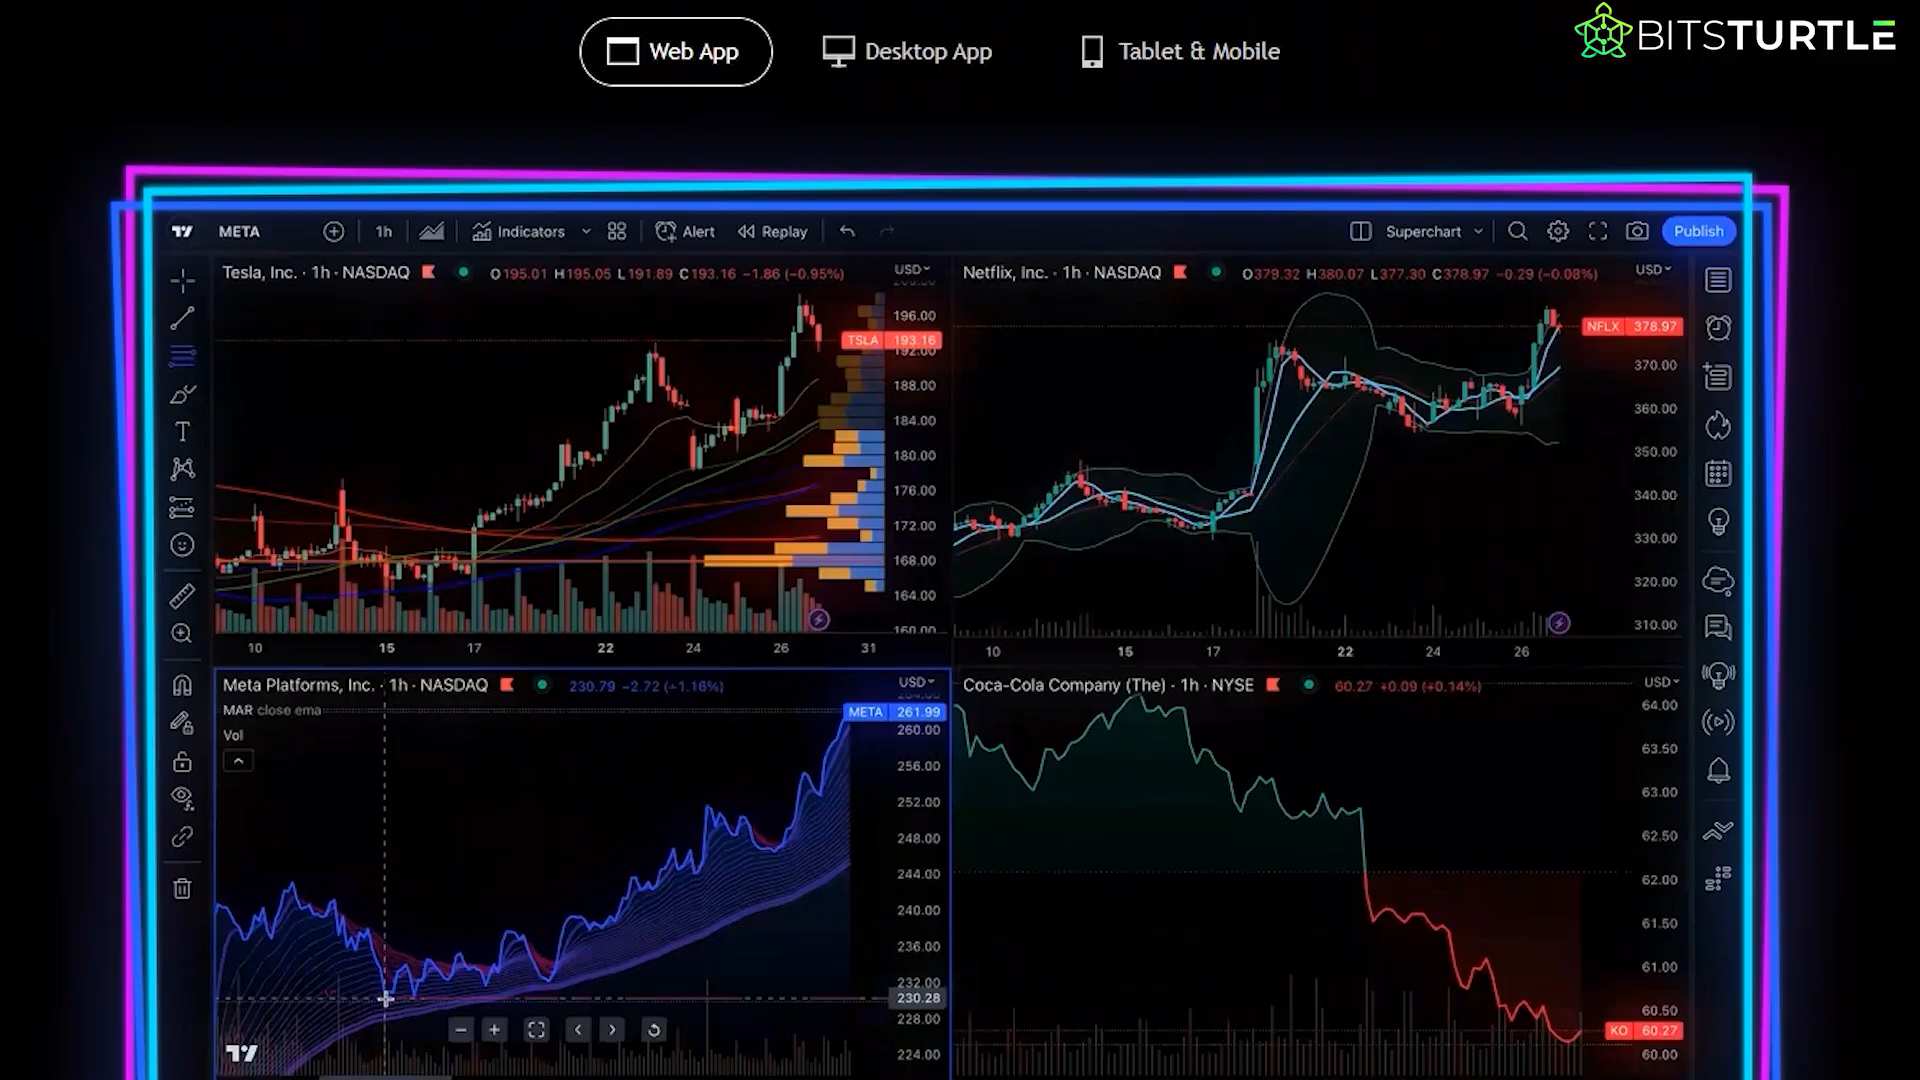 Web App
Desktop App
Tablet & Mobile
BITSTURTLE
META
1h
Indicators
Alert
Replay
Superchart
Publish
Tesla, Inc. · 1h · NASDAQ
O195.01 H195.05 L191.89 C193.16 −1.86 (−0.95%)
USD
196.00
TSLA 193.16
192.00
188.00
184.00
180.00
176.00
172.00
168.00
164.00
160.00
10 15 17 22 24 26 31
Netflix, Inc. · 1h · NASDAQ
O379.32 H380.07 L377.30 C378.97 −0.29 (−0.08%)
USD
NFLX 378.97
370.00
360.00
350.00
340.00
330.00
320.00
310.00
10 15 17 22 24 26
Meta Platforms, Inc. · 1h · NASDAQ
230.79 −2.72 (−1.16%)
USD
MAR close ema
Vol
META 261.99
260.00
256.00
252.00
248.00
244.00
240.00
236.00
232.00
230.28
228.00
224.00
Coca-Cola Company (The) · 1h · NYSE
60.27 +0.09 (+0.14%)
USD
64.00
63.50
63.00
62.50
62.00
61.50
61.00
60.50
KO 60.27
60.00